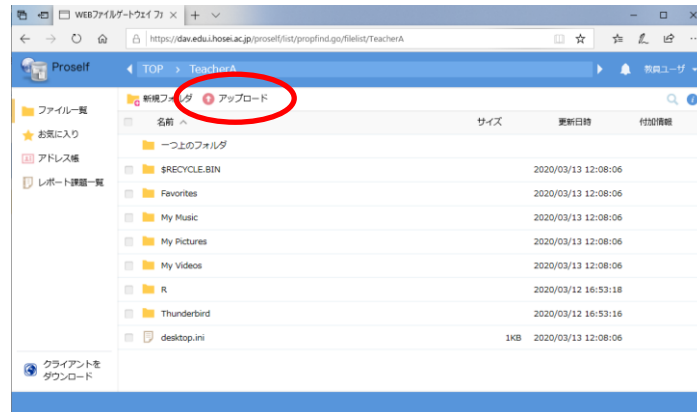 WEBファイルゲートウェイ フｧ
https://dav.edu.i.hosei.ac.jp/proself/list/propfind.go/filelist/TeacherA
Proself
TOP > TeacherA
教員ユーザ
新規フォルダ アップロード
ファイル一覧
お気に入り
アドレス帳
レポート課題一覧
名前 サイズ 更新日時 付加情報
一つ上のフォルダ
$RECYCLE.BIN 2020/03/13 12:08:06
Favorites 2020/03/13 12:08:06
My Music 2020/03/13 12:08:06
My Pictures 2020/03/13 12:08:06
My Videos 2020/03/13 12:08:06
R 2020/03/12 16:53:18
Thunderbird 2020/03/12 16:53:16
desktop.ini 1KB 2020/03/13 12:08:06
クライアントを
ダウンロード